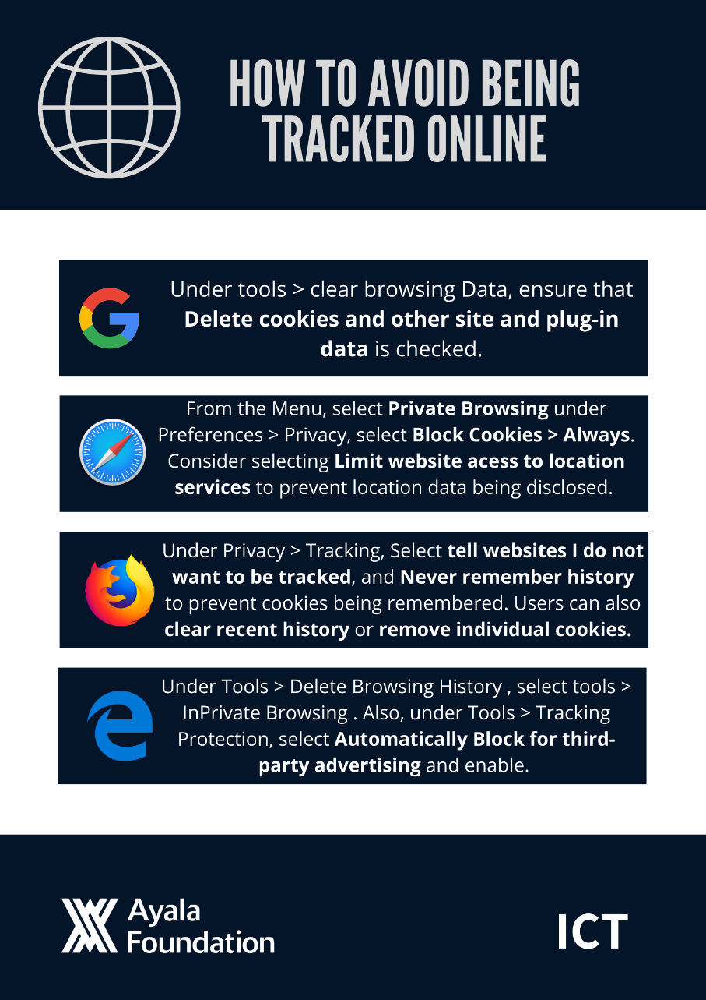 HOW TO AVOID BEING
TRACKED ONLINE
Under tools > clear browsing Data, ensure that
Delete cookies and other site and plug-in
data is checked.
From the Menu, select Private Browsing under
Preferences > Privacy, select Block Cookies > Always.
Consider selecting Limit website acess to location
services to prevent location data being disclosed.
Under Privacy > Tracking, Select tell websites I do not
want to be tracked, and Never remember history
to prevent cookies being remembered. Users can also
clear recent history or remove individual cookies.
Under Tools > Delete Browsing History , select tools >
InPrivate Browsing . Also, under Tools > Tracking
Protection, select Automatically Block for third-
party advertising and enable.
Ayala
Foundation
ICT